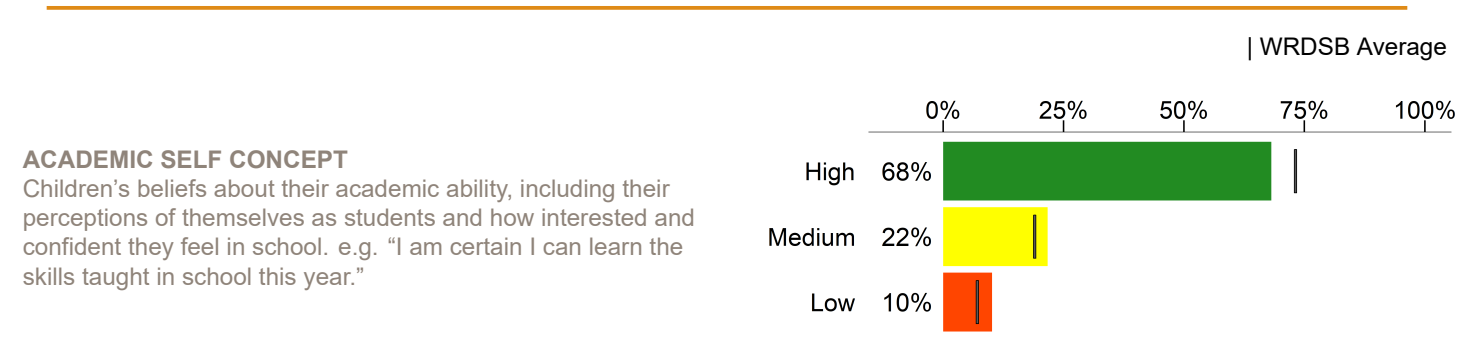 | WRDSB Average
0% 25% 50% 75% 100%
ACADEMIC SELF CONCEPT
Children’s beliefs about their academic ability, including their
perceptions of themselves as students and how interested and
confident they feel in school. e.g. “I am certain I can learn the
skills taught in school this year.”
High 68%
Medium 22%
Low 10%